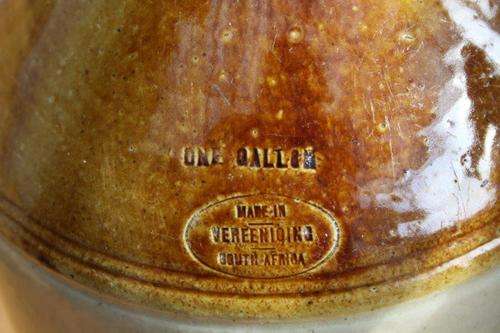 ONE GALLON
MADE IN
VEREENIGING
SOUTH AFRICA